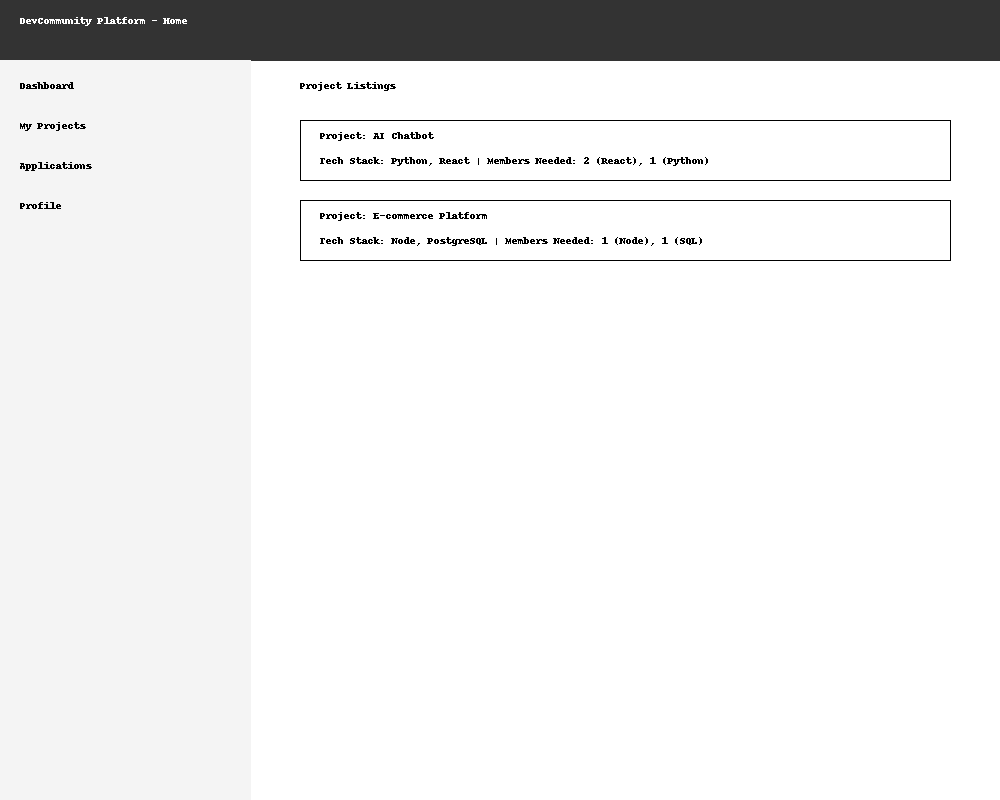 DevCommunity Platform - Home
Dashboard
My Projects
Applications
Profile
Project Listings
Project: AI Chatbot
Tech Stack: Python, React | Members Needed: 2 (React), 1 (Python)
Project: E-commerce Platform
Tech Stack: Node, PostgreSQL | Members Needed: 1 (Node), 1 (SQL)